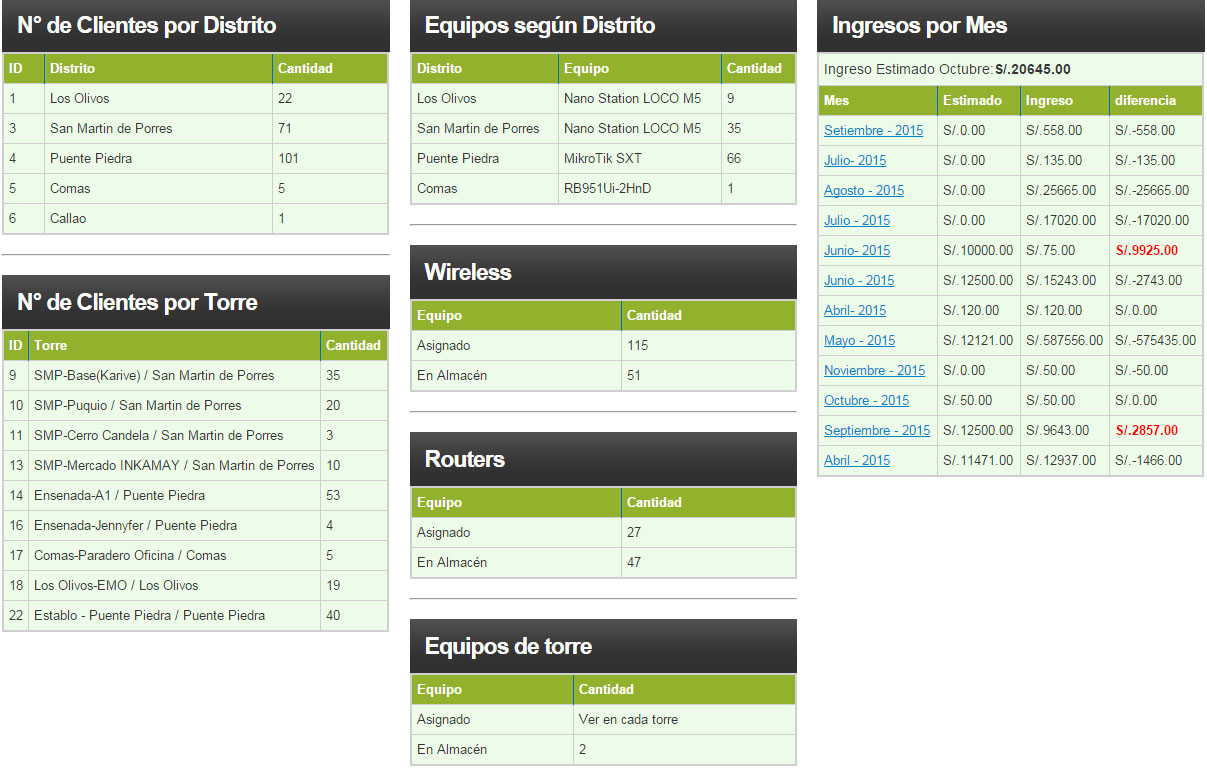 N° de Clientes por Distrito
ID Distrito Cantidad
1 Los Olivos 22
3 San Martin de Porres 71
4 Puente Piedra 101
5 Comas 5
6 Callao 1
N° de Clientes por Torre
ID Torre Cantidad
9 SMP-Base(Karive) / San Martin de Porres 35
10 SMP-Puquio / San Martin de Porres 20
11 SMP-Cerro Candela / San Martin de Porres 3
13 SMP-Mercado INKAMAY / San Martin de Porres 10
14 Ensenada-A1 / Puente Piedra 53
16 Ensenada-Jennyfer / Puente Piedra 4
17 Comas-Paradero Oficina / Comas 5
18 Los Olivos-EMO / Los Olivos 19
22 Establo - Puente Piedra / Puente Piedra 40
Equipos según Distrito
Distrito Equipo Cantidad
Los Olivos Nano Station LOCO M5 9
San Martin de Porres Nano Station LOCO M5 35
Puente Piedra MikroTik SXT 66
Comas RB951Ui-2HnD 1
Wireless
Equipo Cantidad
Asignado 115
En Almacén 51
Routers
Equipo Cantidad
Asignado 27
En Almacén 47
Equipos de torre
Equipo Cantidad
Asignado Ver en cada torre
En Almacén 2
Ingresos por Mes
Ingreso Estimado Octubre:S/.20645.00
Mes Estimado Ingreso diferencia
Setiembre - 2015 S/.0.00 S/.558.00 S/.-558.00
Julio- 2015 S/.0.00 S/.135.00 S/.-135.00
Agosto - 2015 S/.0.00 S/.25665.00 S/.-25665.00
Julio - 2015 S/.0.00 S/.17020.00 S/.-17020.00
Junio- 2015 S/.10000.00 S/.75.00 S/.9925.00
Junio - 2015 S/.12500.00 S/.15243.00 S/.-2743.00
Abril- 2015 S/.120.00 S/.120.00 S/.0.00
Mayo - 2015 S/.12121.00 S/.587556.00 S/.-575435.00
Noviembre - 2015 S/.0.00 S/.50.00 S/.-50.00
Octubre - 2015 S/.50.00 S/.50.00 S/.0.00
Septiembre - 2015 S/.12500.00 S/.9643.00 S/.2857.00
Abril - 2015 S/.11471.00 S/.12937.00 S/.-1466.00